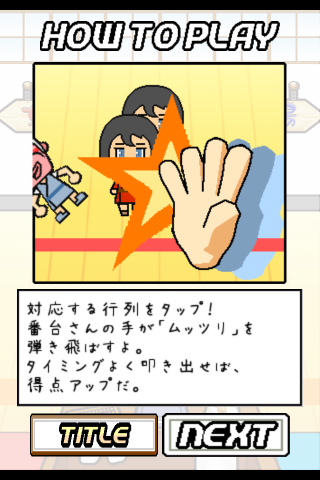 HOW TO PLAY
対応する行列をタップ!
番台さんの手が「ムッツリ」を
弾き飛ばすよ。
タイミングよく叩き出せば、
得点アップだ。
TITLE
NEXT